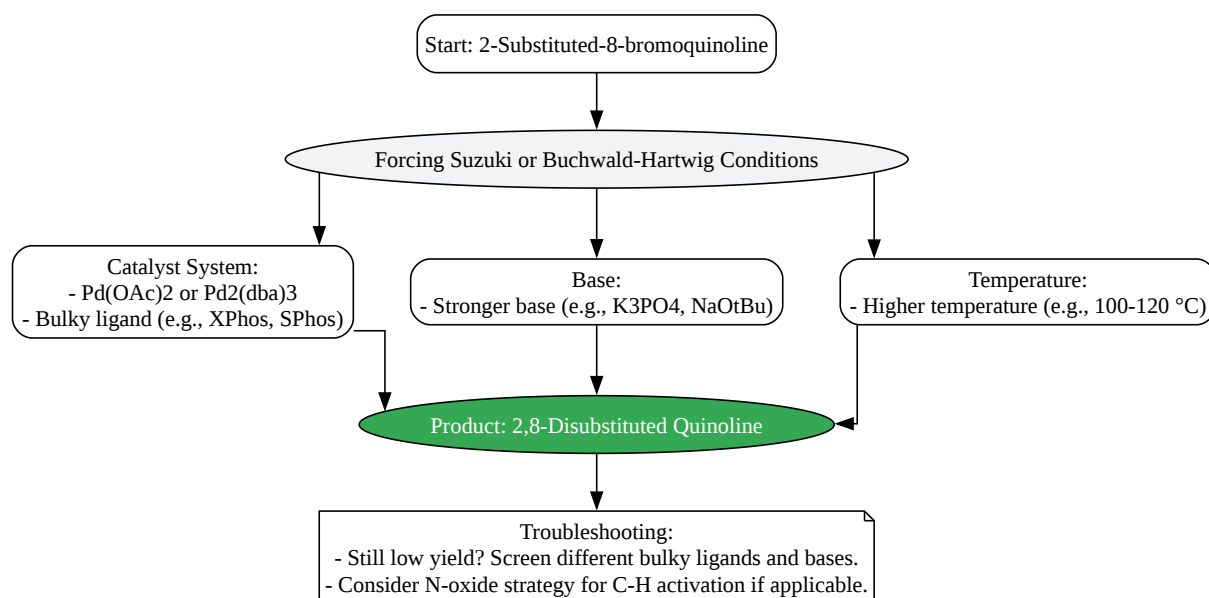 Start: 2-Substituted-8-bromoquinoline
Forcing Suzuki or Buchwald-Hartwig Conditions
Catalyst System:
- Pd(OAc)2 or Pd2(dba)3
- Bulky ligand (e.g., XPhos, SPhos)
Base:
- Stronger base (e.g., K3PO4, NaOtBu)
Temperature:
- Higher temperature (e.g., 100-120 °C)
Product: 2,8-Disubstituted Quinoline
Troubleshooting:
- Still low yield? Screen different bulky ligands and bases.
- Consider N-oxide strategy for C-H activation if applicable.